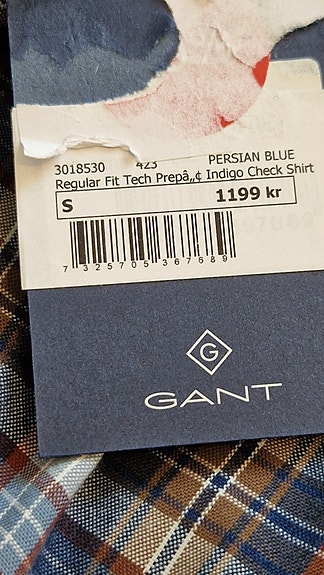 3018530 423 PERSIAN BLUE
Regular Fit Tech Prepâ„¢ Indigo Check Shirt
S 1199 kr
7 325705 367689
G
GANT